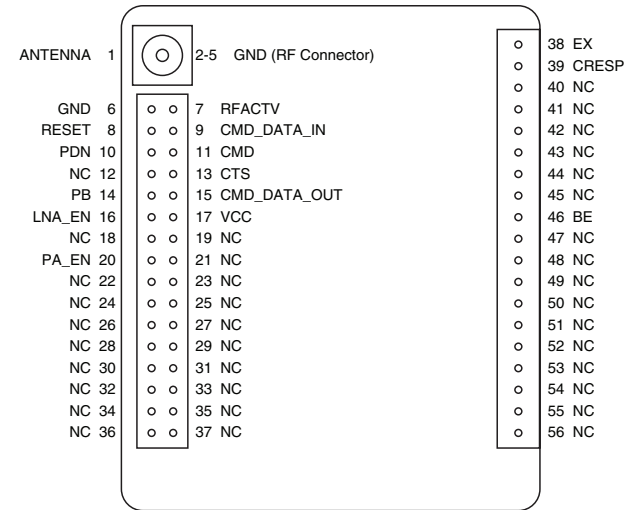 ANTENNA 1 2-5 GND (RF Connector)
GND 6 7 RFACTV
RESET 8 9 CMD_DATA_IN
PDN 10 11 CMD
NC 12 13 CTS
PB 14 15 CMD_DATA_OUT
LNA_EN 16 17 VCC
NC 18 19 NC
PA_EN 20 21 NC
NC 22 23 NC
NC 24 25 NC
NC 26 27 NC
NC 28 29 NC
NC 30 31 NC
NC 32 33 NC
NC 34 35 NC
NC 36 37 NC
38 EX
39 CRESP
40 NC
41 NC
42 NC
43 NC
44 NC
45 NC
46 BE
47 NC
48 NC
49 NC
50 NC
51 NC
52 NC
53 NC
54 NC
55 NC
56 NC